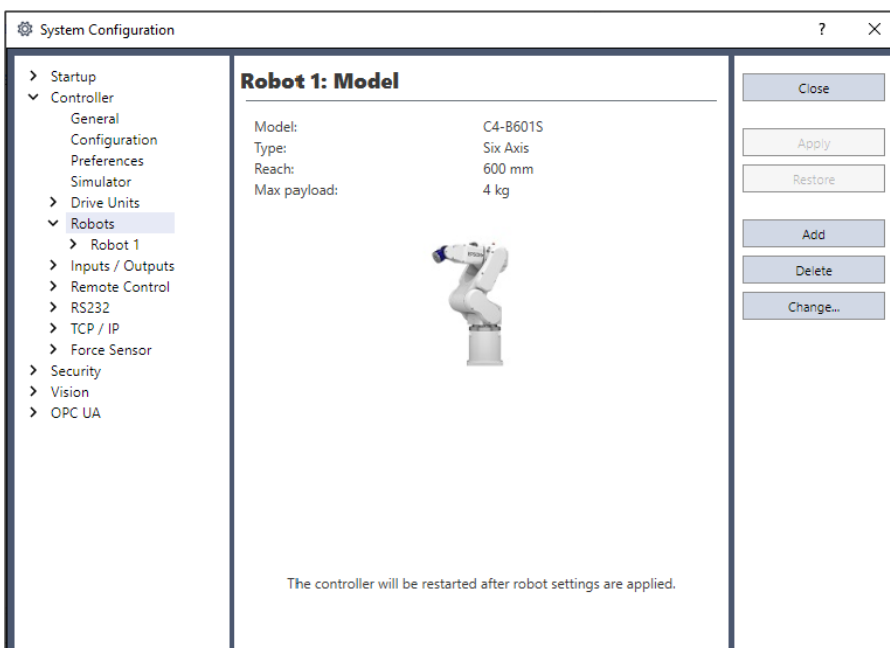 System Configuration
?
Startup
Controller
General
Configuration
Preferences
Simulator
Drive Units
Robots
Robot 1
Inputs / Outputs
Remote Control
RS232
TCP / IP
Force Sensor
Security
Vision
OPC UA
Robot 1: Model
Model: C4-B601S
Type: Six Axis
Reach: 600 mm
Max payload: 4 kg
EPSON
The controller will be restarted after robot settings are applied.
Close
Apply
Restore
Add
Delete
Change...